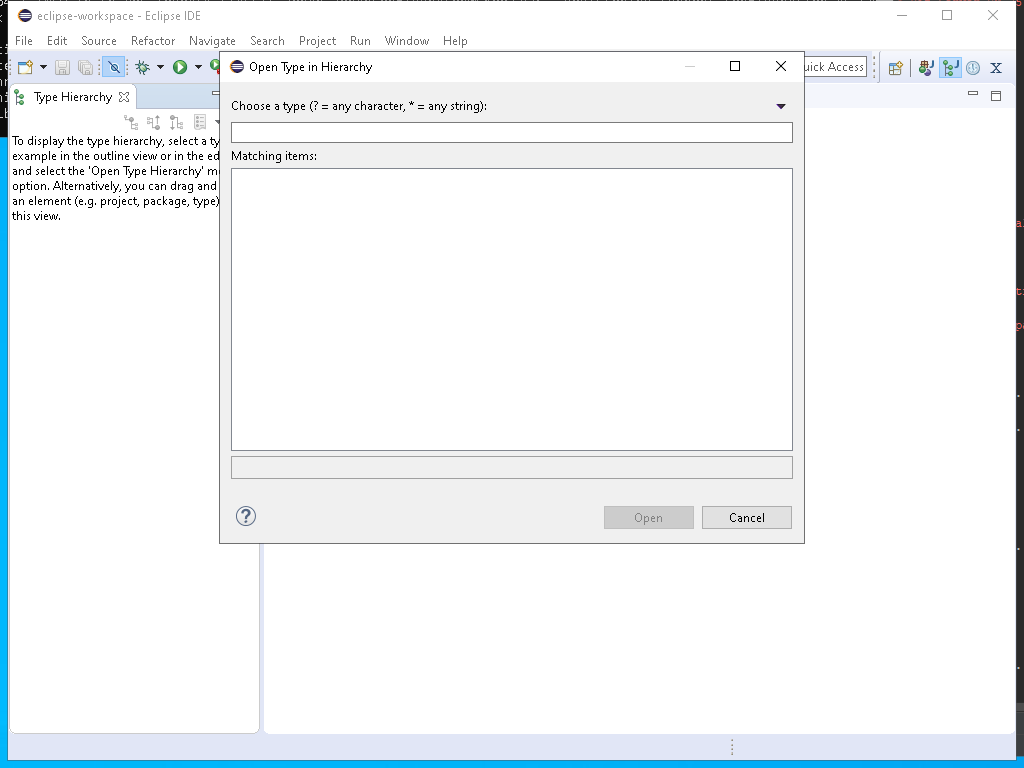 eclipse-workspace - Eclipse IDE
File Edit Source Refactor Navigate Search Project Run Window Help
Open Type in Hierarchy
Access
Type Hierarchy
Choose a type (? = any character, * = any string):
Matching items:
To display the type hierarchy, select a
example in the outline view or in the
and select the 'Open Type Hierarchy'
option. Alternatively, you can drag and
an element (e.g. project, package, type)
this view.
?
Open Cancel